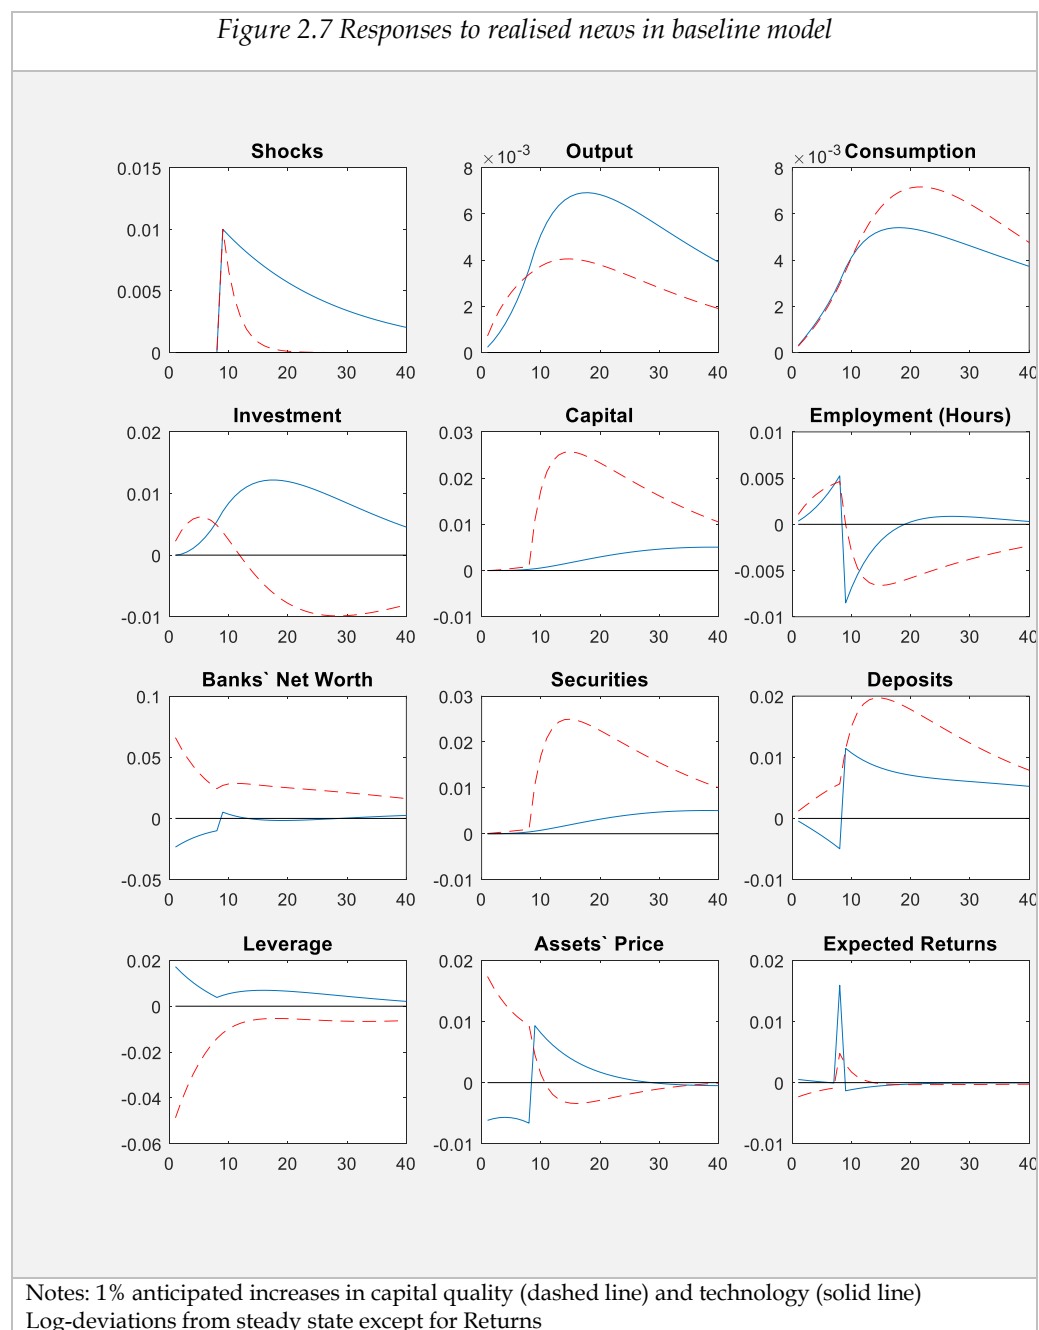 Figure 2.7 Responses to realised news in baseline model
Shocks
0.015
0.01
0.005
0
0 10 20 30 40
Output
×10-3
8
6
4
2
0
0 10 20 30 40
Consumption
×10-3
8
6
4
2
0
0 10 20 30 40
Investment
0.02
0.01
0
-0.01
0 10 20 30 40
Capital
0.03
0.02
0.01
0
-0.01
0 10 20 30 40
Employment (Hours)
0.01
0.005
0
-0.005
-0.01
0 10 20 30 40
Banks` Net Worth
0.1
0.05
0
-0.05
0 10 20 30 40
Securities
0.03
0.02
0.01
0
-0.01
0 10 20 30 40
Deposits
0.02
0.01
0
-0.01
0 10 20 30 40
Leverage
0.02
0
-0.02
-0.04
-0.06
0 10 20 30 40
Assets` Price
0.02
0.01
0
-0.01
0 10 20 30 40
Expected Returns
0.02
0.01
0
-0.01
0 10 20 30 40
Notes: 1% anticipated increases in capital quality (dashed line) and technology (solid line)
Log-deviations from steady state except for Returns